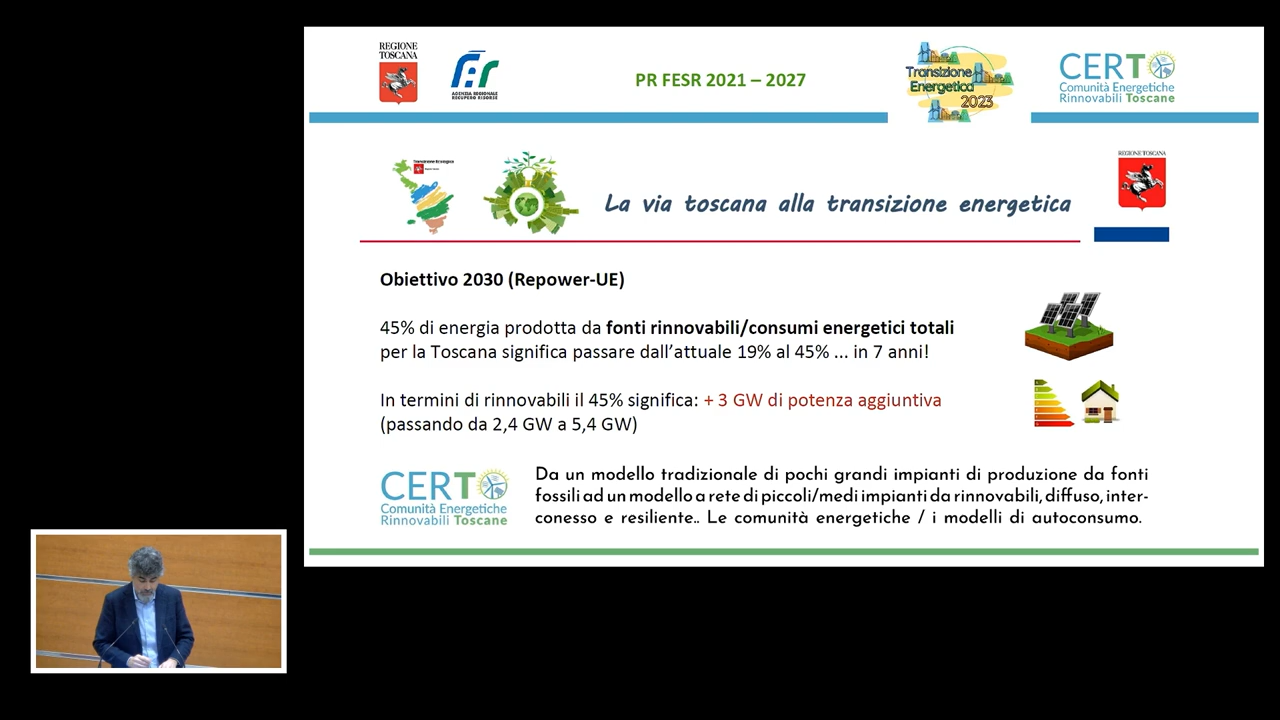 REGIONE
TOSCANA
AGENZIA REGIONALE
RECUPERO RISORSE
PR FESR 2021 – 2027
Transizione
Energetica
2023
CERT
Comunità Energetiche
Rinnovabili Toscane
Transizione Ecologica
REGIONE TOSCANA
La via toscana alla transizione energetica
Obiettivo 2030 (Repower-UE)
45% di energia prodotta da fonti rinnovabili/consumi energetici totali
per la Toscana significa passare dall’attuale 19% al 45% ... in 7 anni!
In termini di rinnovabili il 45% significa: + 3 GW di potenza aggiuntiva
(passando da 2,4 GW a 5,4 GW)
CERT
Comunità Energetiche
Rinnovabili Toscane
Da un modello tradizionale di pochi grandi impianti di produzione da fonti
fossili ad un modello a rete di piccoli/medi impianti da rinnovabili, diffuso, inter-
conesso e resiliente.. Le comunità energetiche / i modelli di autoconsumo.